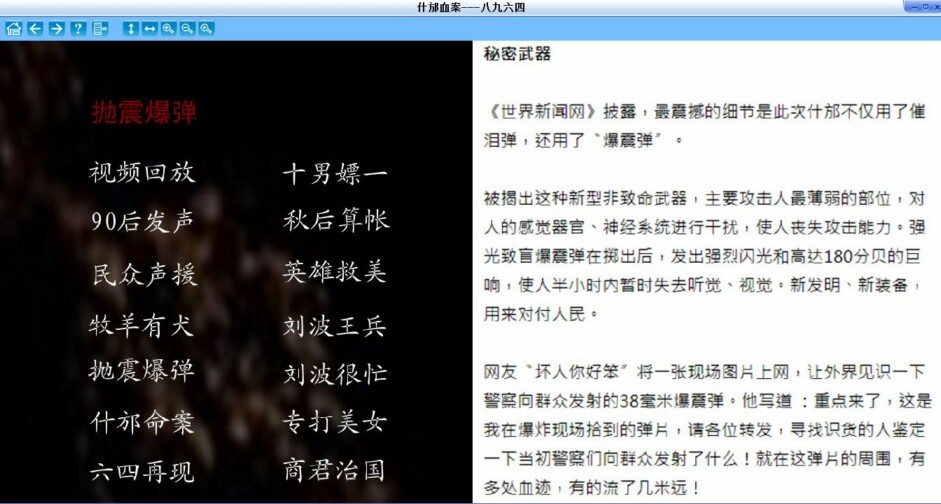 什邡血案---八九六四
抛震爆弹
视频回放 十男嫖一
90后发声 秋后算帐
民众声援 英雄救美
牧羊有犬 刘波王兵
抛震爆弹 刘波很忙
什邡命案 专打美女
六四再现 商君治国
秘密武器
《世界新闻网》披露，最震撼的细节是此次什邡不仅用了催
泪弹，还用了〝爆震弹〞。
被揭出这种新型非致命武器，主要攻击人最薄弱的部位，对
人的感觉器官、神经系统进行干扰，使人丧失攻击能力。强
光致盲爆震弹在掷出后，发出强烈闪光和高达180分贝的巨
响，使人半小时内暂时失去听觉、视觉。新发明、新装备，
用来对付人民。
网友〝坏人你好笨〞将一张现场图片上网，让外界见识一下
警察向群众发射的38毫米爆震弹。他写道 ：重点来了，这是
我在爆炸现场拾到的弹片，请各位转发，寻找识货的人鉴定
一下当初警察们向群众发射了什么！就在这弹片的周围，有
多处血迹，有的流了几米远！